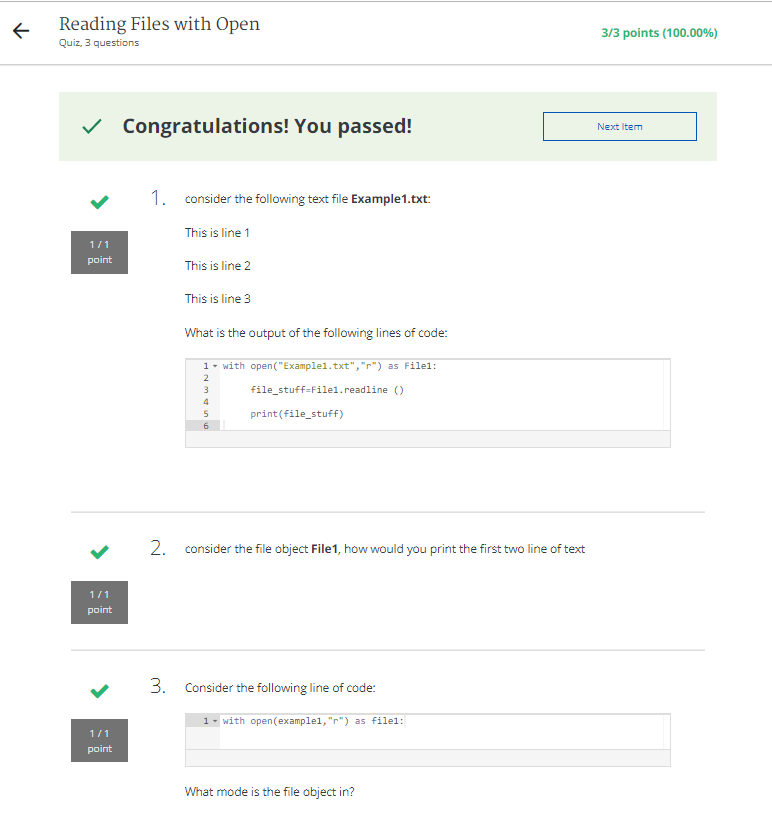 Reading Files with Open
Quiz, 3 questions
3/3 points (100.00%)
Congratulations! You passed!
Next Item
1.
consider the following text file Example1.txt:
1 / 1
point
This is line 1
This is line 2
This is line 3
What is the output of the following lines of code:
1 with open("Example1.txt","r") as File1:
2
3 file_stuff=File1.readline ()
4
5 print(file_stuff)
6
2.
consider the file object File1, how would you print the first two line of text
1 / 1
point
3.
Consider the following line of code:
1 / 1
point
1 with open(example1,"r") as file1:
What mode is the file object in?